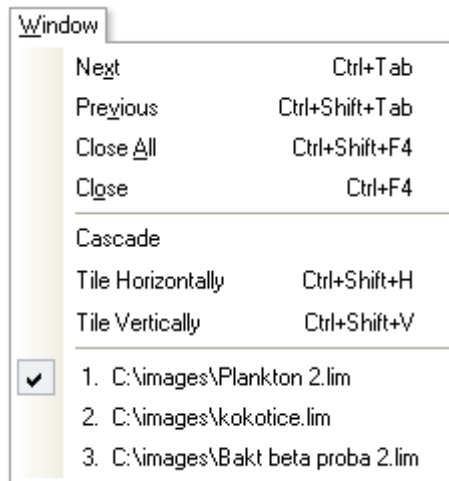 Window
Next Ctrl+Tab
Previous Ctrl+Shift+Tab
Close All Ctrl+Shift+F4
Close Ctrl+F4
Cascade
Tile Horizontally Ctrl+Shift+H
Tile Vertically Ctrl+Shift+V
1. C:\images\Plankton 2.lim
2. C:\images\kokotice.lim
3. C:\images\Bakt beta proba 2.lim